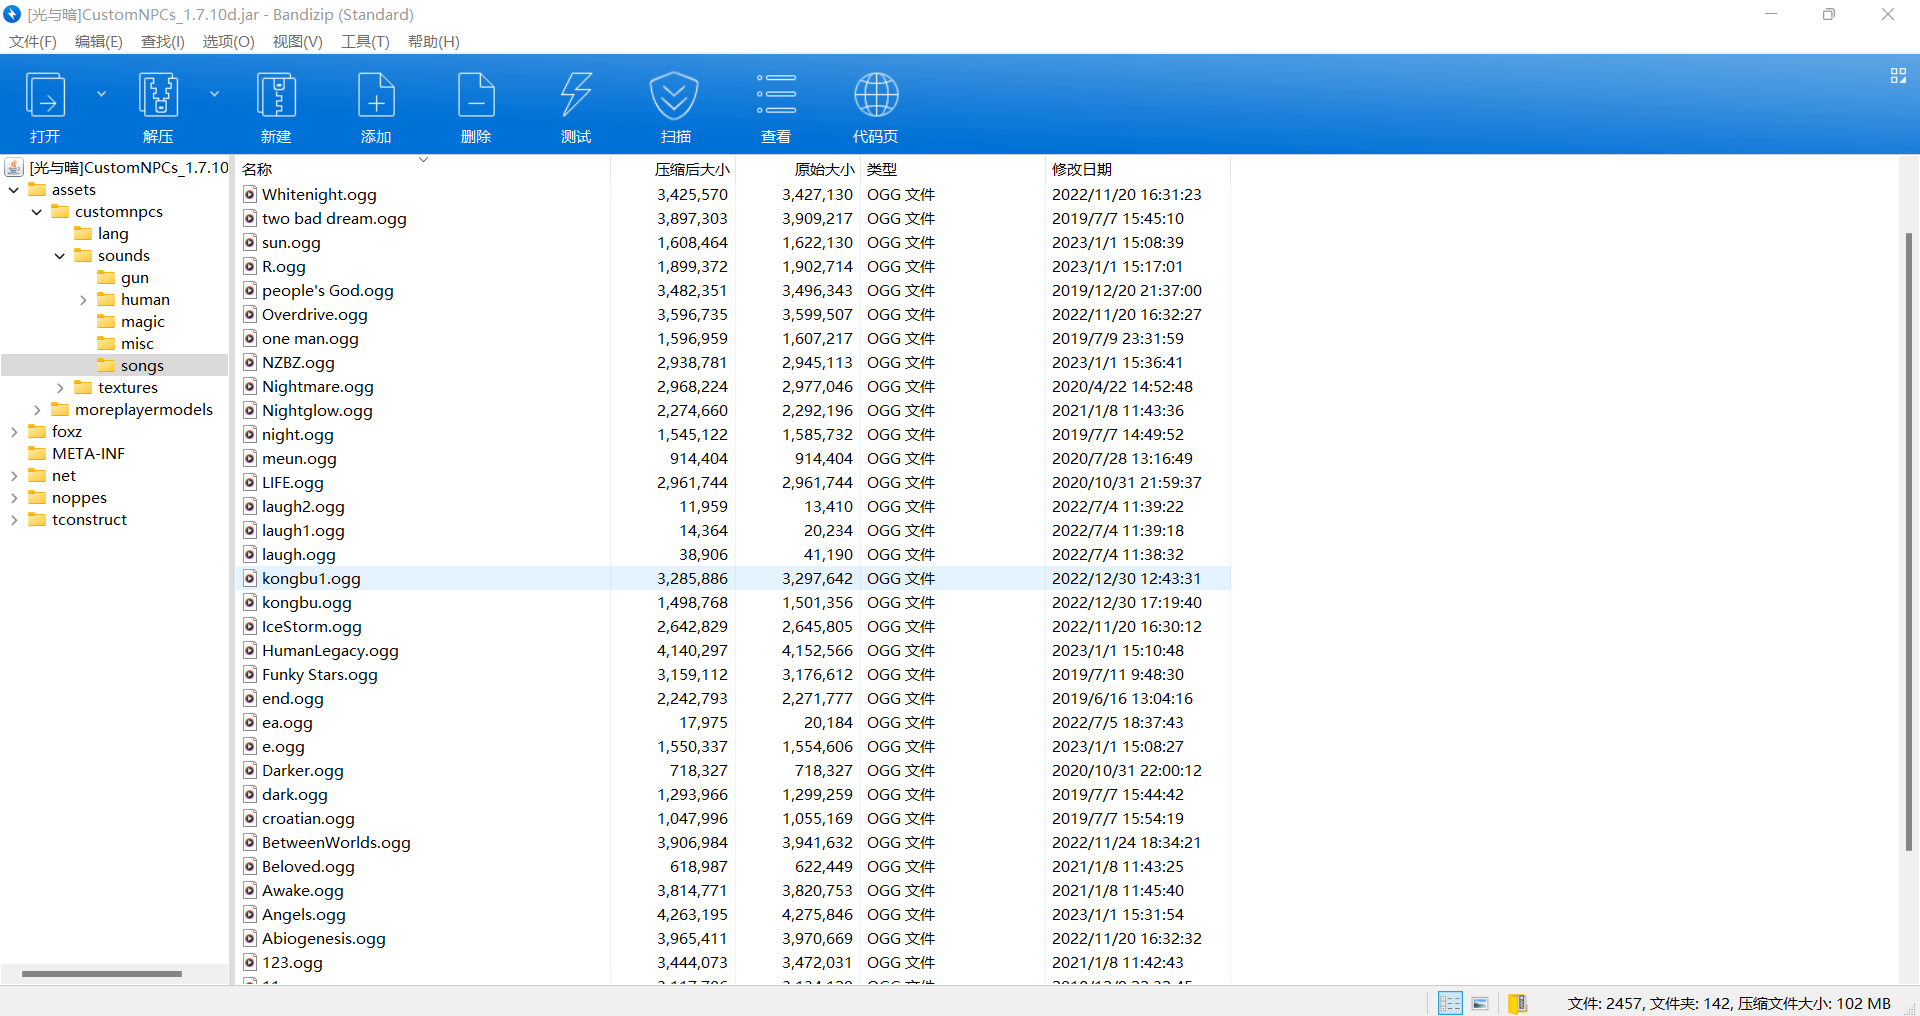 [光与暗]CustomNPCs_1.7.10d.jar - Bandizip (Standard)
文件(F) 编辑(E) 查找(I) 选项(O) 视图(V) 工具(T) 帮助(H)
打开 解压 新建 添加 删除 测试 扫描 查看 代码页
[光与暗]CustomNPCs_1.7.10
assets
customnpcs
lang
sounds
gun
human
magic
misc
songs
textures
moreplayermodels
foxz
META-INF
net
noppes
tconstruct
名称 压缩后大小 原始大小 类型 修改日期
Whitenight.ogg 3,425,570 3,427,130 OGG 文件 2022/11/20 16:31:23
two bad dream.ogg 3,897,303 3,909,217 OGG 文件 2019/7/7 15:45:10
sun.ogg 1,608,464 1,622,130 OGG 文件 2023/1/1 15:08:39
R.ogg 1,899,372 1,902,714 OGG 文件 2023/1/1 15:17:01
people's God.ogg 3,482,351 3,496,343 OGG 文件 2019/12/20 21:37:00
Overdrive.ogg 3,596,735 3,599,507 OGG 文件 2022/11/20 16:32:27
one man.ogg 1,596,959 1,607,217 OGG 文件 2019/7/9 23:31:59
NZBZ.ogg 2,938,781 2,945,113 OGG 文件 2023/1/1 15:36:41
Nightmare.ogg 2,968,224 2,977,046 OGG 文件 2020/4/22 14:52:48
Nightglow.ogg 2,274,660 2,292,196 OGG 文件 2021/1/8 11:43:36
night.ogg 1,545,122 1,585,732 OGG 文件 2019/7/7 14:49:52
meun.ogg 914,404 914,404 OGG 文件 2020/7/28 13:16:49
LIFE.ogg 2,961,744 2,961,744 OGG 文件 2020/10/31 21:59:37
laugh2.ogg 11,959 13,410 OGG 文件 2022/7/4 11:39:22
laugh1.ogg 14,364 20,234 OGG 文件 2022/7/4 11:39:18
laugh.ogg 38,906 41,190 OGG 文件 2022/7/4 11:38:32
kongbu1.ogg 3,285,886 3,297,642 OGG 文件 2022/12/30 12:43:31
kongbu.ogg 1,498,768 1,501,356 OGG 文件 2022/12/30 17:19:40
IceStorm.ogg 2,642,829 2,645,805 OGG 文件 2022/11/20 16:30:12
HumanLegacy.ogg 4,140,297 4,152,566 OGG 文件 2023/1/1 15:10:48
Funky Stars.ogg 3,159,112 3,176,612 OGG 文件 2019/7/11 9:48:30
end.ogg 2,242,793 2,271,777 OGG 文件 2019/6/16 13:04:16
ea.ogg 17,975 20,184 OGG 文件 2022/7/5 18:37:43
e.ogg 1,550,337 1,554,606 OGG 文件 2023/1/1 15:08:27
Darker.ogg 718,327 718,327 OGG 文件 2020/10/31 22:00:12
dark.ogg 1,293,966 1,299,259 OGG 文件 2019/7/7 15:44:42
croatian.ogg 1,047,996 1,055,169 OGG 文件 2019/7/7 15:54:19
BetweenWorlds.ogg 3,906,984 3,941,632 OGG 文件 2022/11/24 18:34:21
Beloved.ogg 618,987 622,449 OGG 文件 2021/1/8 11:43:25
Awake.ogg 3,814,771 3,820,753 OGG 文件 2021/1/8 11:45:40
Angels.ogg 4,263,195 4,275,846 OGG 文件 2023/1/1 15:31:54
Abiogenesis.ogg 3,965,411 3,970,669 OGG 文件 2022/11/20 16:32:32
123.ogg 3,444,073 3,472,031 OGG 文件 2021/1/8 11:42:43
文件: 2457, 文件夹: 142, 压缩文件大小: 102 MB